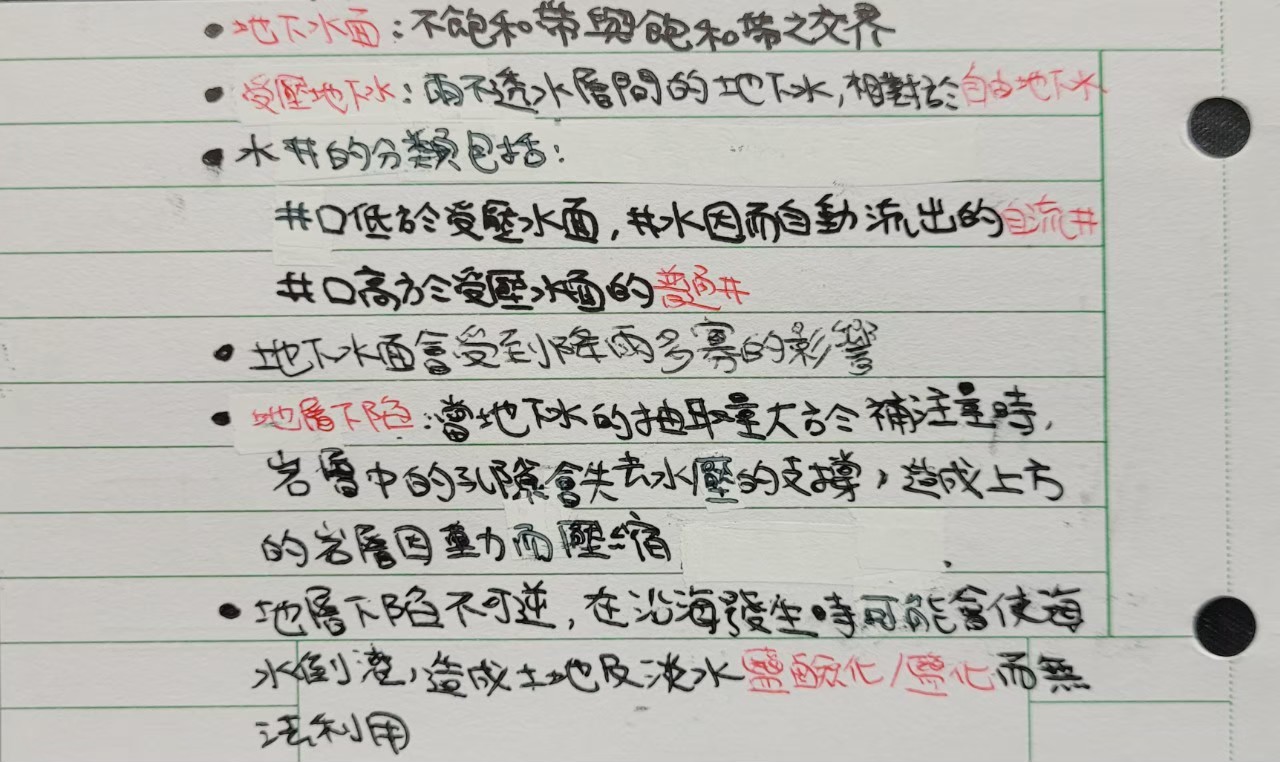 • 地下水面：不飽和帶與飽和帶之交界
• 受壓地下水：兩不透水層間的地下水，相對於自由地下水
• 水井的分類包括：
井口低於受壓水面，井水因而自動流出的自流井
井口高於受壓水面的普通井
• 地下水面會受到降雨多寡的影響
• 地層下陷：當地下水的抽取量大於補注量時，
岩層中的孔隙會失去水壓的支撐，造成上方
的岩層因重力而壓縮
• 地層下陷不可逆，在沿海發生時可能會使海
水倒灌，造成土地及淡水鹽酸化/鹽化而無
法利用